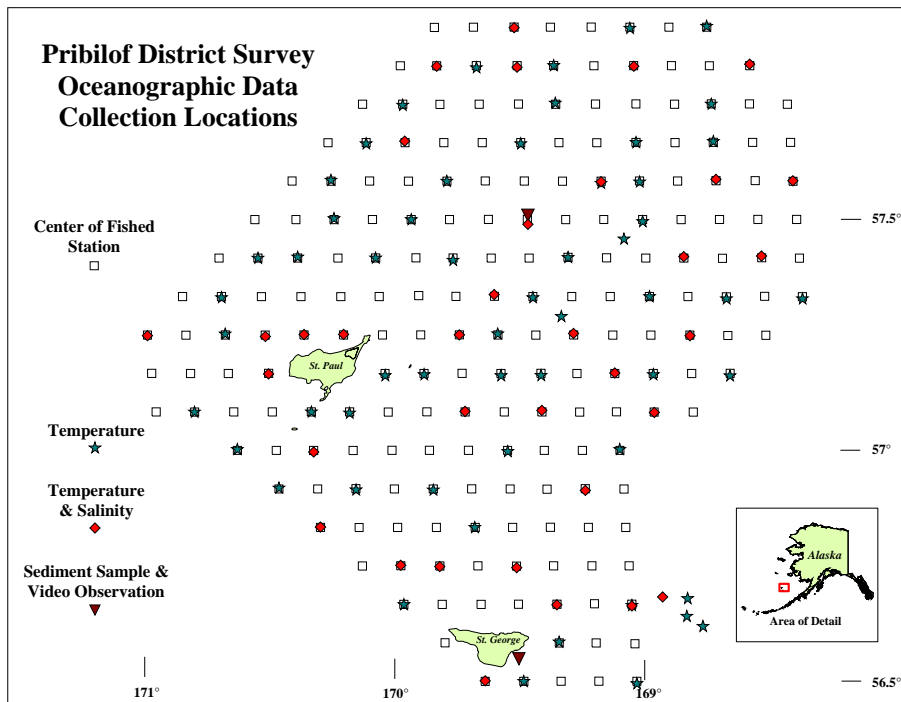 Pribilof District Survey
Oceanographic Data
Collection Locations
Center of Fished
Station
57.5°
St. Paul
Temperature
57°
Temperature
& Salinity
Sediment Sample &
Video Observation
Alaska
Area of Detail
St. George
171°
170°
169°
56.5°